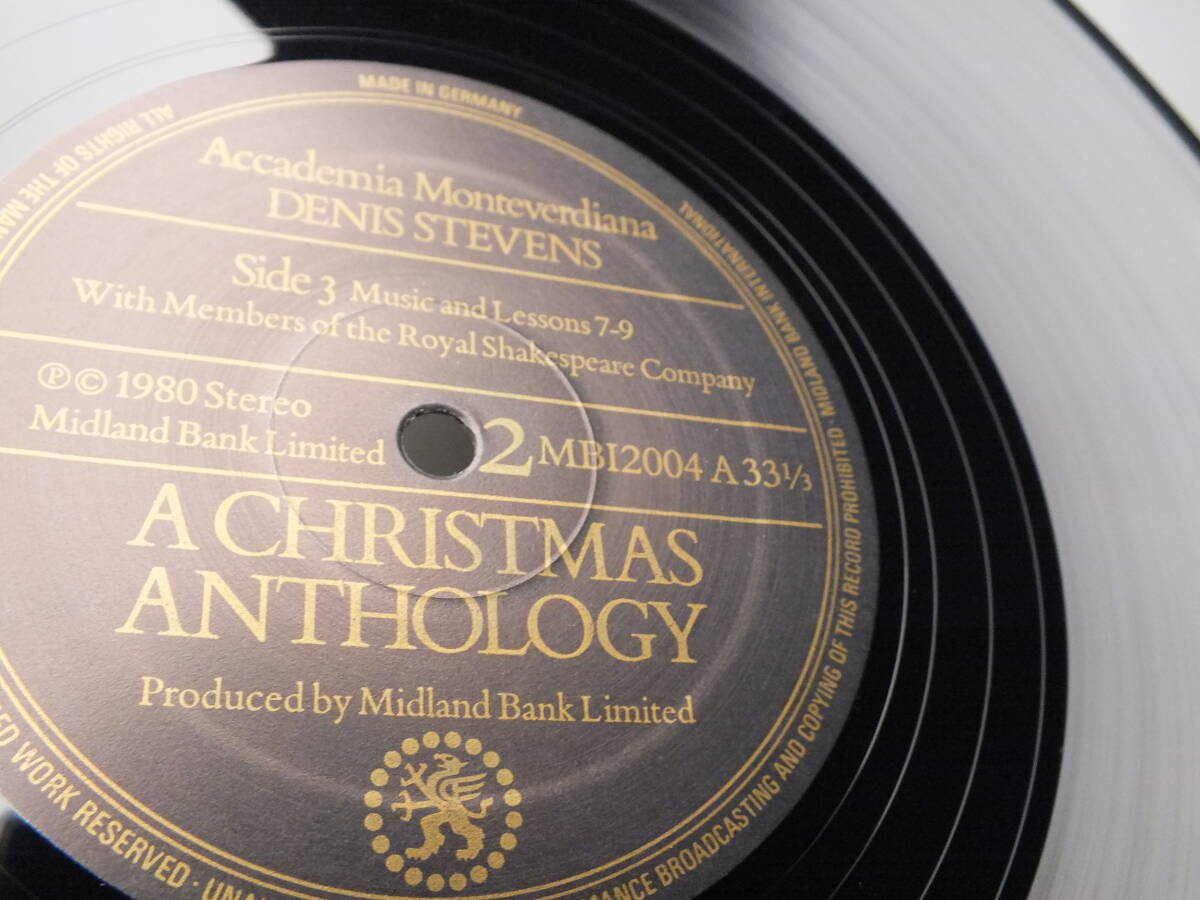 MADE IN GERMANY
Accademia Monteverdiana
DENIS STEVENS
Side 3 Music and Lessons 7-9
With Members of the Royal Shakespeare Company
℗ © 1980 Stereo
Midland Bank Limited
2 MBI2004 A 33⅓
A CHRISTMAS
ANTHOLOGY
Produced by Midland Bank Limited
ALL RIGHTS OF THE
ED WORK RESERVED · UNA
MANCE BROADCASTING AND COPYING OF THIS RECORD PROHIBITED · MIDLAND BANK INTERNATIONAL